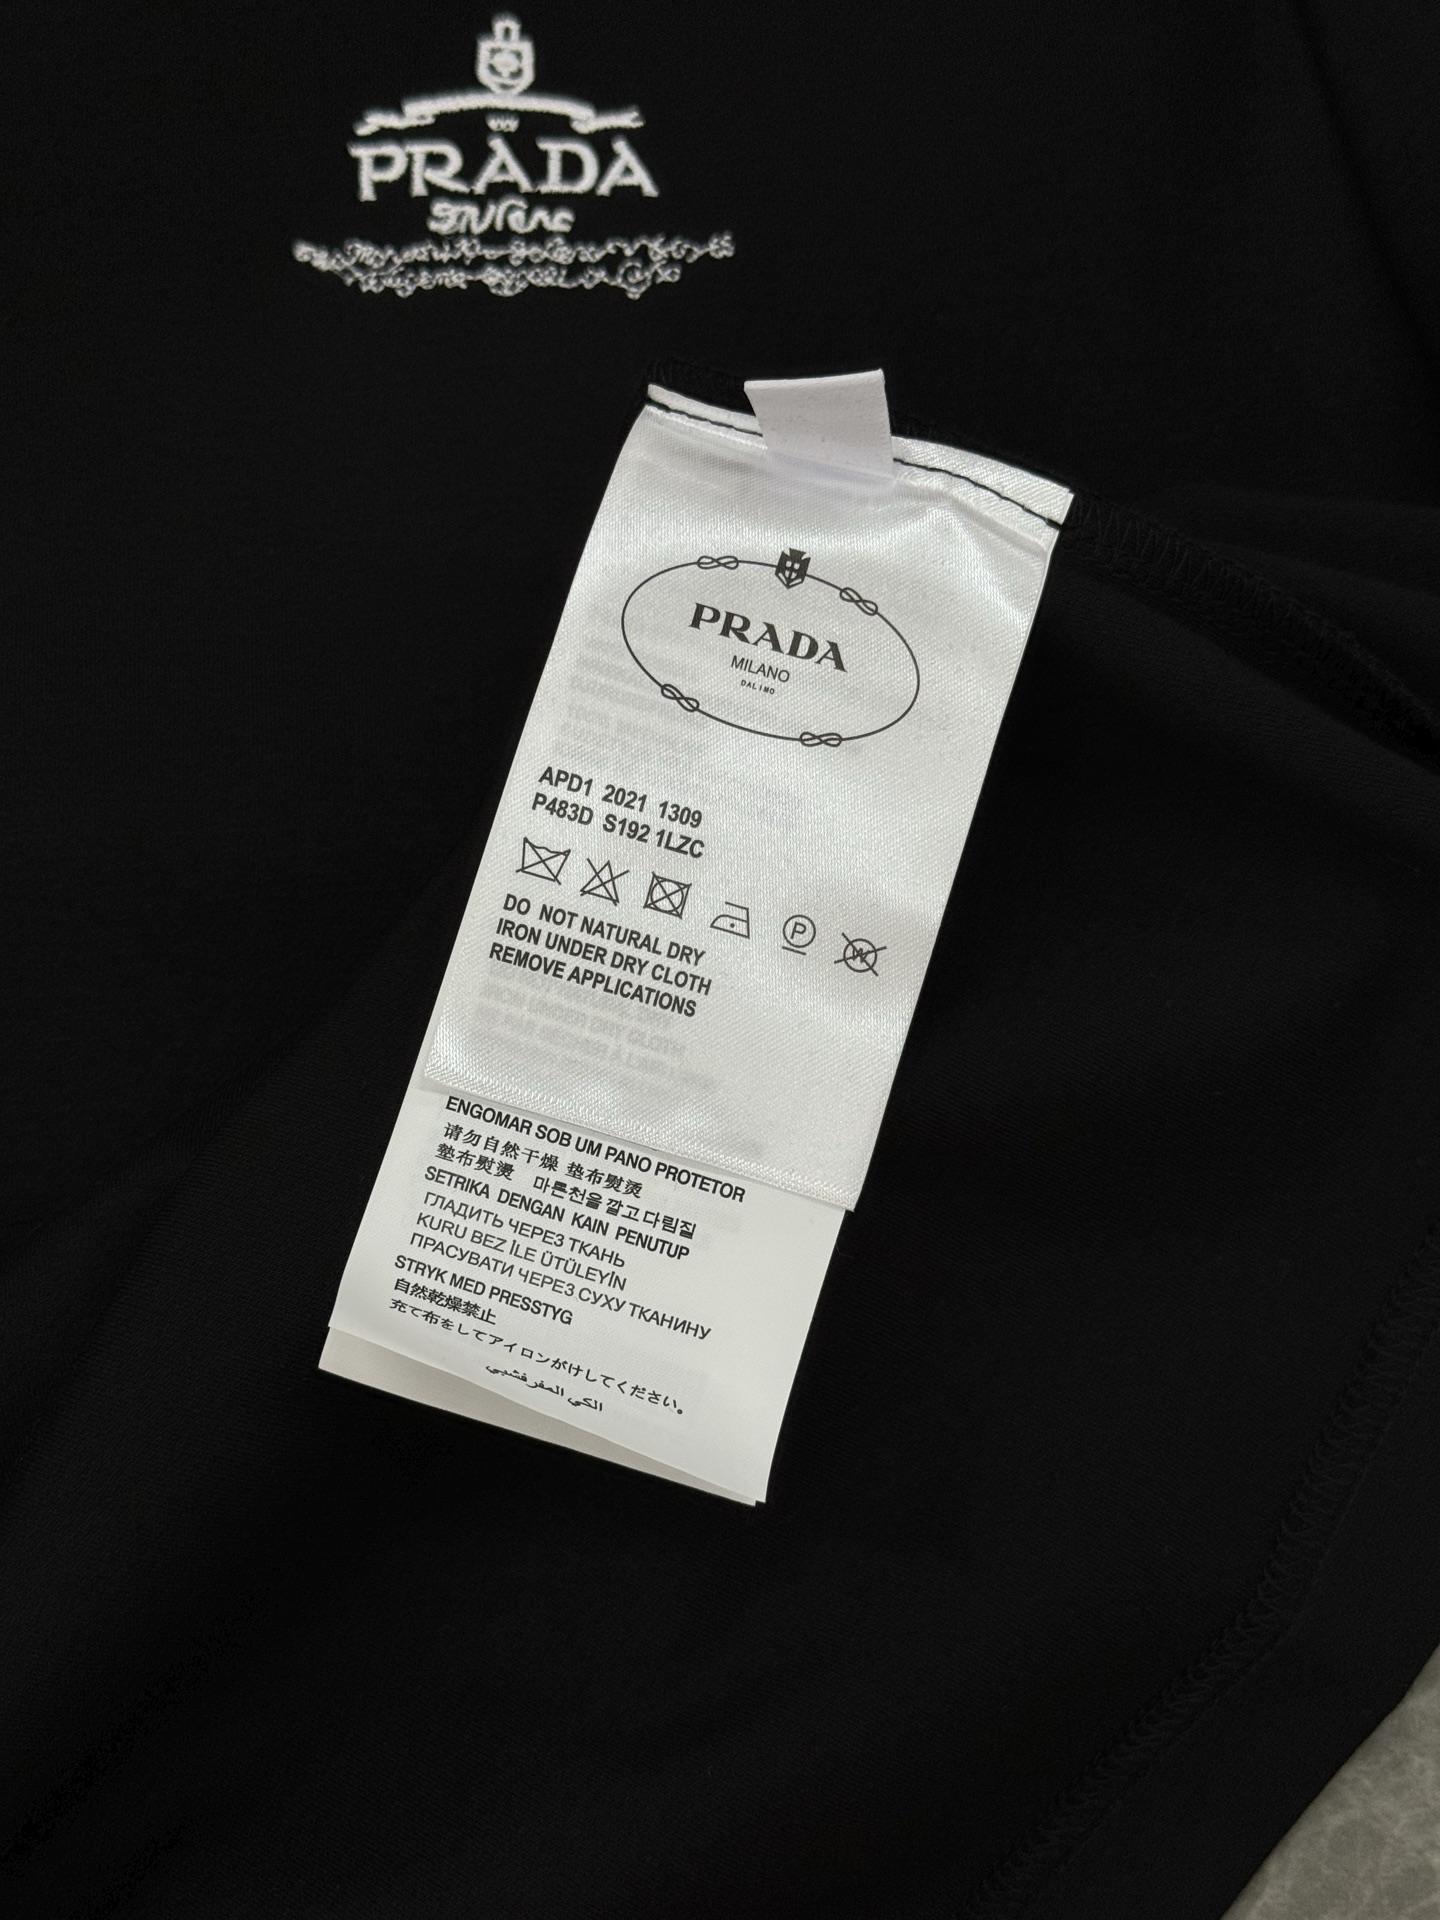 PRADA
PRADA
MILANO
DAL I MO
APD1 2021 1309
P483D S192 1LZC
P
W
DO NOT NATURAL DRY
IRON UNDER DRY CLOTH
REMOVE APPLICATIONS
ENGOMAR SOB UM PANO PROTETOR
请勿自然干燥 垫布熨烫
墊布熨燙 마른천을 깔고 다림질
SETRIKA DENGAN KAIN PENUTUP
ГЛАДИТЬ ЧЕРЕЗ ТКАНЬ
KURU BEZ İLE ÜTÜLEYİN
ПРАСУВАТИ ЧЕРЕЗ СУХУ ТКАНИНУ
STRYK MED PRESSTYG
自然乾燥禁止
充て布をしてアイロンがけしてください。
الكي